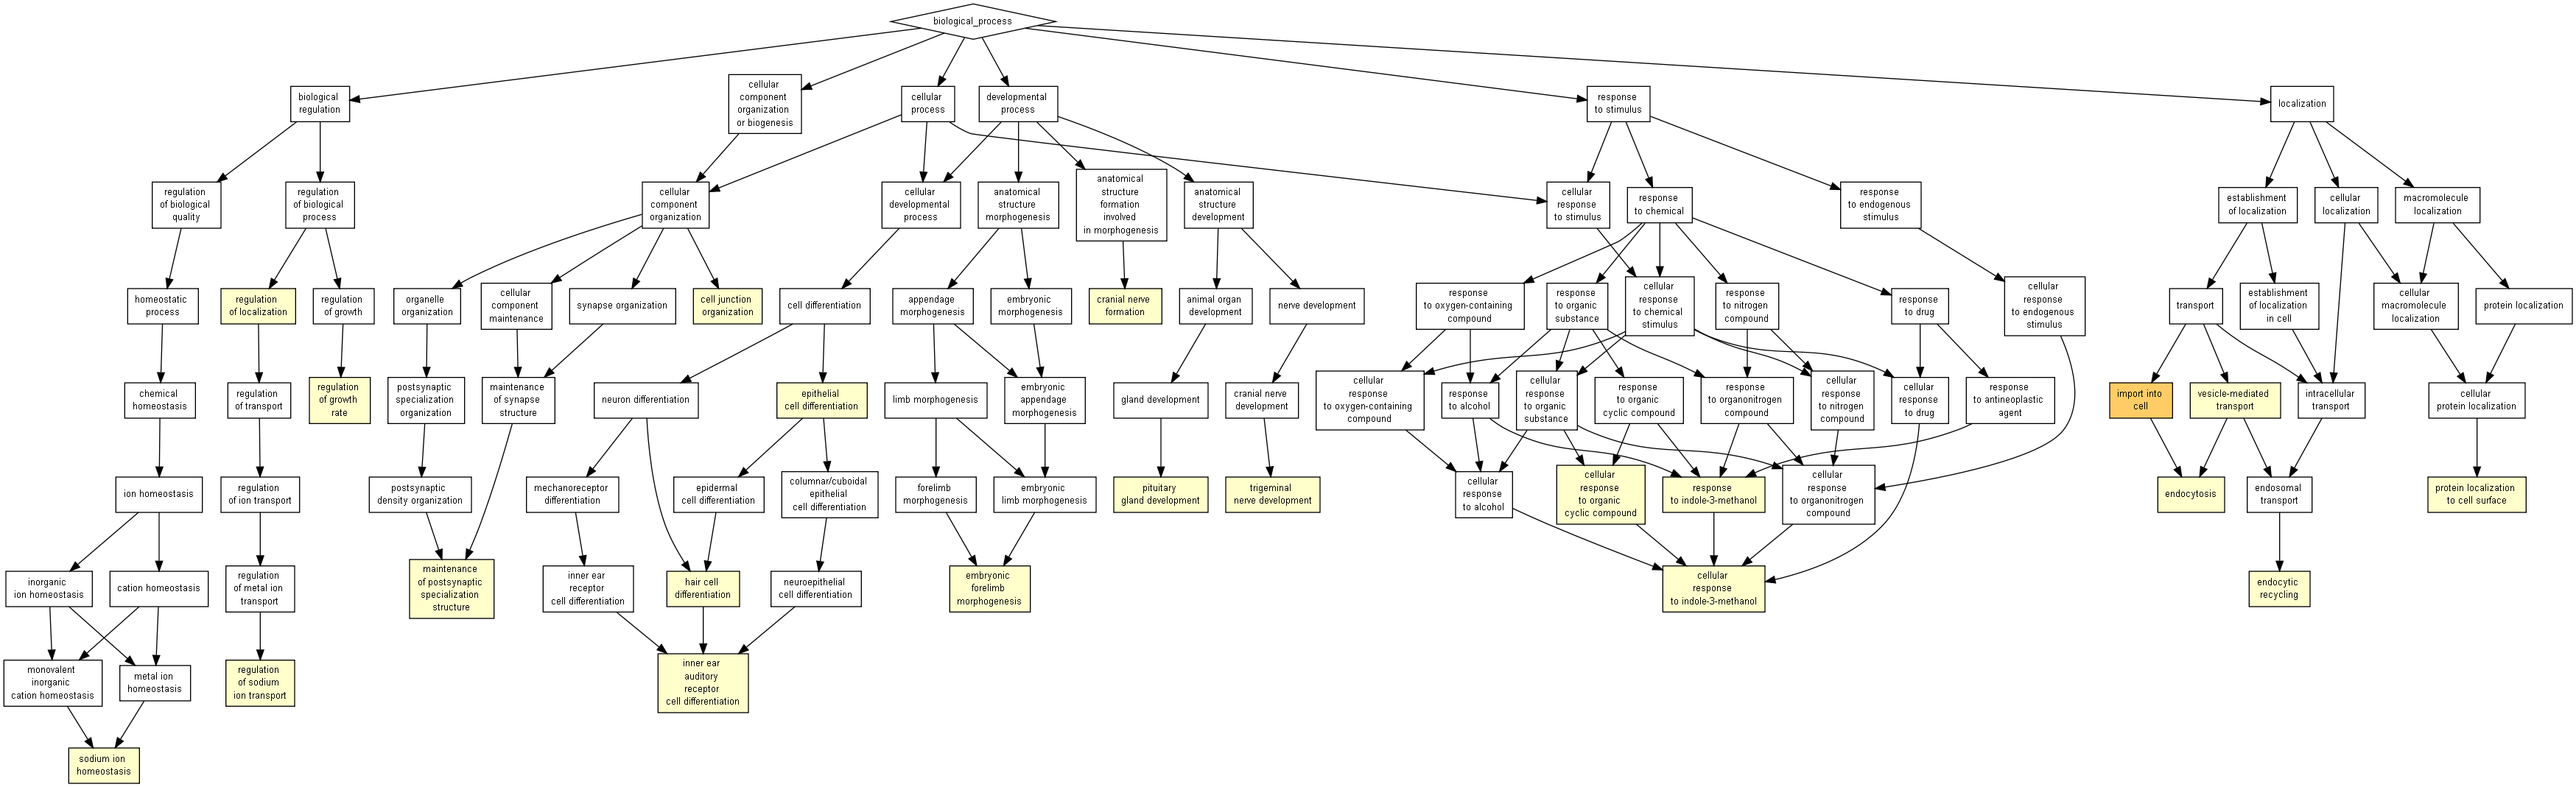 biological_process
biological
regulation
cellular
component
organization
or biogenesis
cellular
process
developmental
process
response
to stimulus
localization
regulation
of biological
quality
regulation
of biological
process
cellular
component
organization
cellular
developmental
process
anatomical
structure
morphogenesis
anatomical
structure
formation
involved
in morphogenesis
anatomical
structure
development
cellular
response
to stimulus
response
to chemical
response
to endogenous
stimulus
establishment
of localization
cellular
localization
macromolecule
localization
homeostatic
process
regulation
of localization
regulation
of growth
organelle
organization
cellular
component
maintenance
synapse organization
cell junction
organization
cell differentiation
appendage
morphogenesis
embryonic
morphogenesis
cranial nerve
formation
animal organ
development
nerve development
response
to oxygen-containing
compound
response
to organic
substance
cellular
response
to chemical
stimulus
response
to nitrogen
compound
response
to drug
cellular
response
to endogenous
stimulus
transport
establishment
of localization
in cell
cellular
macromolecule
localization
protein localization
chemical
homeostasis
regulation
of transport
regulation
of growth
rate
postsynaptic
specialization
organization
maintenance
of synapse
structure
neuron differentiation
epithelial
cell differentiation
limb morphogenesis
embryonic
appendage
morphogenesis
gland development
cranial nerve
development
cellular
response
to oxygen-containing
compound
response
to alcohol
cellular
response
to organic
substance
response
to organic
cyclic compound
response
to organonitrogen
compound
cellular
response
to nitrogen
compound
cellular
response
to drug
response
to antineoplastic
agent
import into
cell
vesicle-mediated
transport
intracellular
transport
cellular
protein localization
ion homeostasis
regulation
of ion transport
postsynaptic
density organization
mechanoreceptor
differentiation
epidermal
cell differentiation
columnar/cuboidal
epithelial
cell differentiation
forelimb
morphogenesis
embryonic
limb morphogenesis
pituitary
gland development
trigeminal
nerve development
cellular
response
to alcohol
cellular
response
to organic
cyclic compound
response
to indole-3-methanol
cellular
response
to organonitrogen
compound
endocytosis
endosomal
transport
protein localization
to cell surface
inorganic
ion homeostasis
cation homeostasis
regulation
of metal ion
transport
maintenance
of postsynaptic
specialization
structure
inner ear
receptor
cell differentiation
hair cell
differentiation
neuroepithelial
cell differentiation
embryonic
forelimb
morphogenesis
cellular
response
to indole-3-methanol
endocytic
recycling
monovalent
inorganic
cation homeostasis
metal ion
homeostasis
regulation
of sodium
ion transport
inner ear
auditory
receptor
cell differentiation
sodium ion
homeostasis